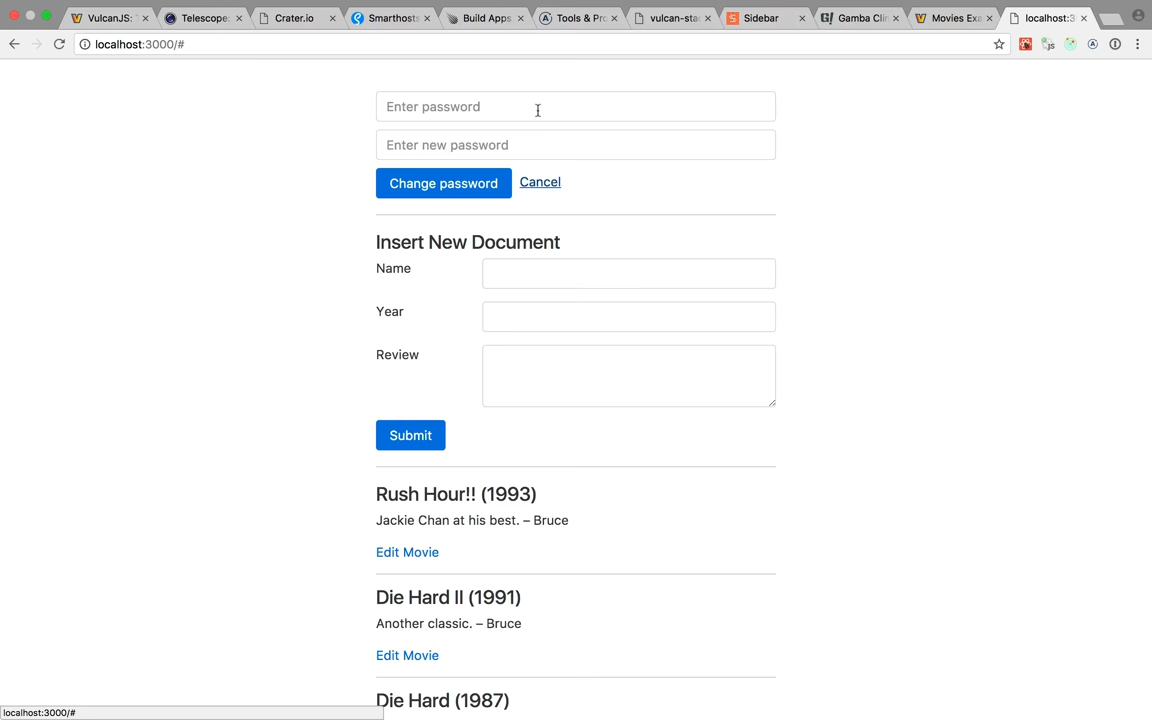 VulcanJS: T
Telescope:
Crater.io
Smarthost:
Build Apps
Tools & Pro
vulcan-sta
Sidebar
Gamba Clin
Movies Exa
localhost:3
localhost:3000/#
Enter password
Enter new password
Change password Cancel
Insert New Document
Name
Year
Review
Submit
Rush Hour!! (1993)
Jackie Chan at his best. – Bruce
Edit Movie
Die Hard II (1991)
Another classic. – Bruce
Edit Movie
Die Hard (1987)
localhost:3000/#